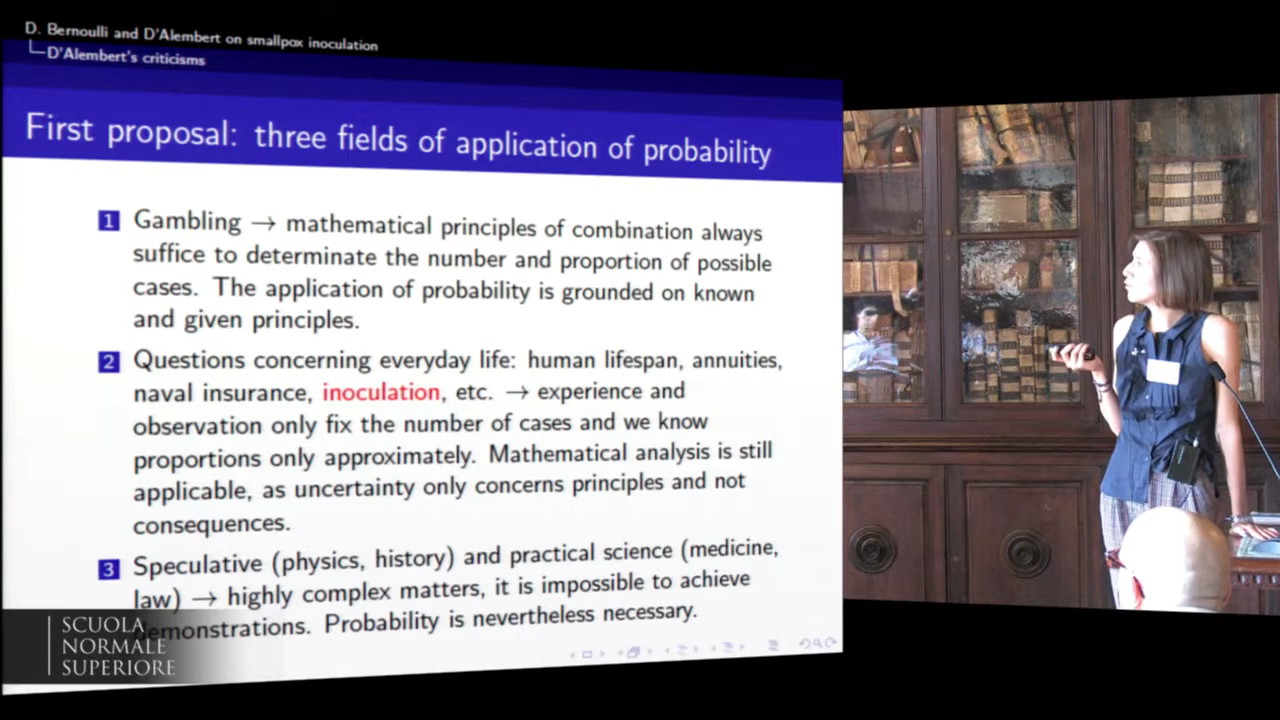 D. Bernoulli and D'Alembert on smallpox inoculation
D'Alembert's criticisms
First proposal: three fields of application of probability
1 Gambling → mathematical principles of combination always
suffice to determinate the number and proportion of possible
cases. The application of probability is grounded on known
and given principles.
2 Questions concerning everyday life: human lifespan, annuities,
naval insurance, inoculation, etc. → experience and
observation only fix the number of cases and we know
proportions only approximately. Mathematical analysis is still
applicable, as uncertainty only concerns principles and not
consequences.
3 Speculative (physics, history) and practical science (medicine,
law) → highly complex matters, it is impossible to achieve
demonstrations. Probability is nevertheless necessary.
SCUOLA
NORMALE
SUPERIORE